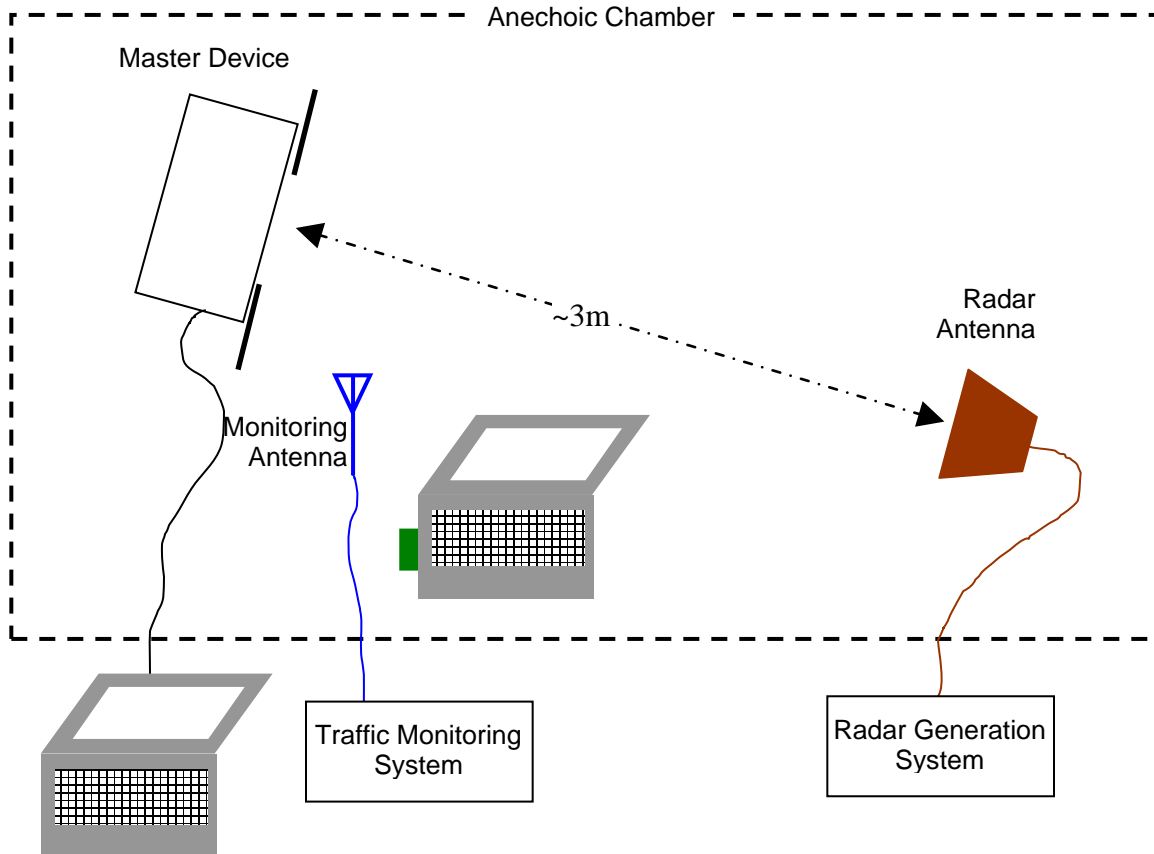 Anechoic Chamber
Master Device
~3m
Radar
Antenna
Monitoring
Antenna
Traffic Monitoring
System
Radar Generation
System